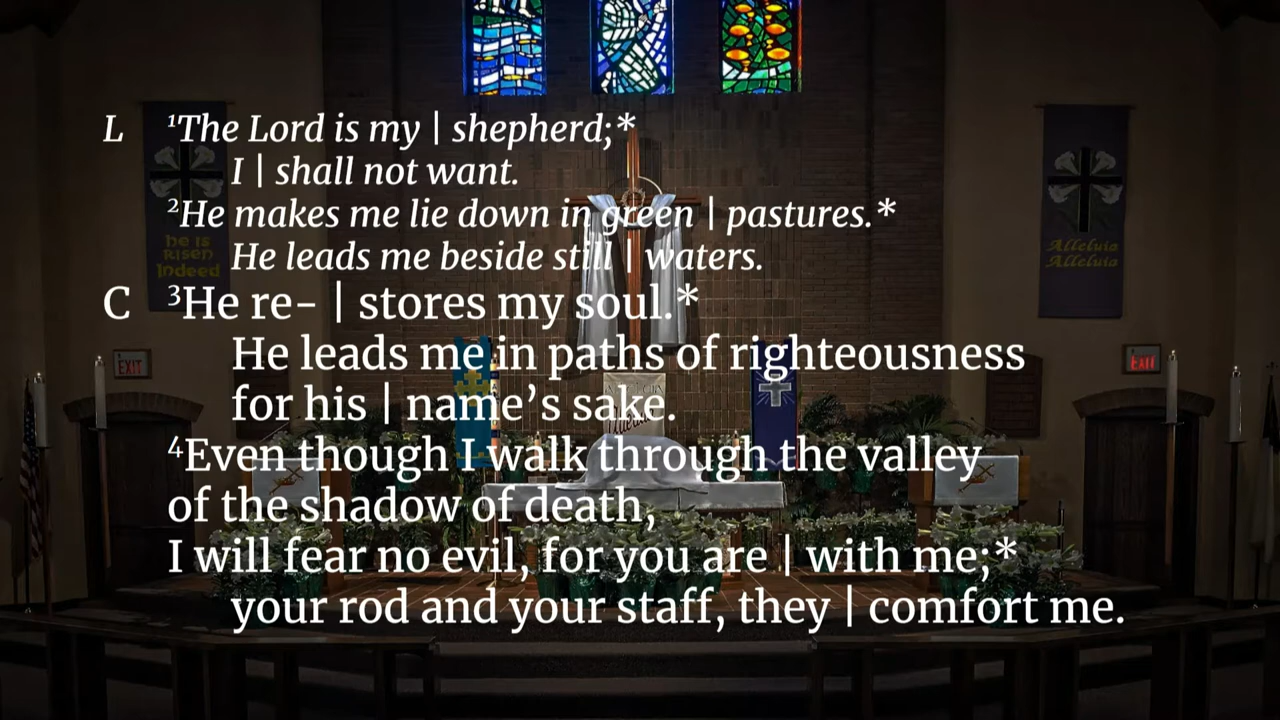 L ¹The Lord is my | shepherd;*
I | shall not want.
²He makes me lie down in green | pastures.*
He leads me beside still | waters.
C ³He re- | stores my soul.*
He leads me in paths of righteousness
for his | name’s sake.
⁴Even though I walk through the valley
of the shadow of death,
I will fear no evil, for you are | with me;*
your rod and your staff, they | comfort me.
he is
Risen
Indeed
Alleluia
Alleluia
EXIT
EXIT